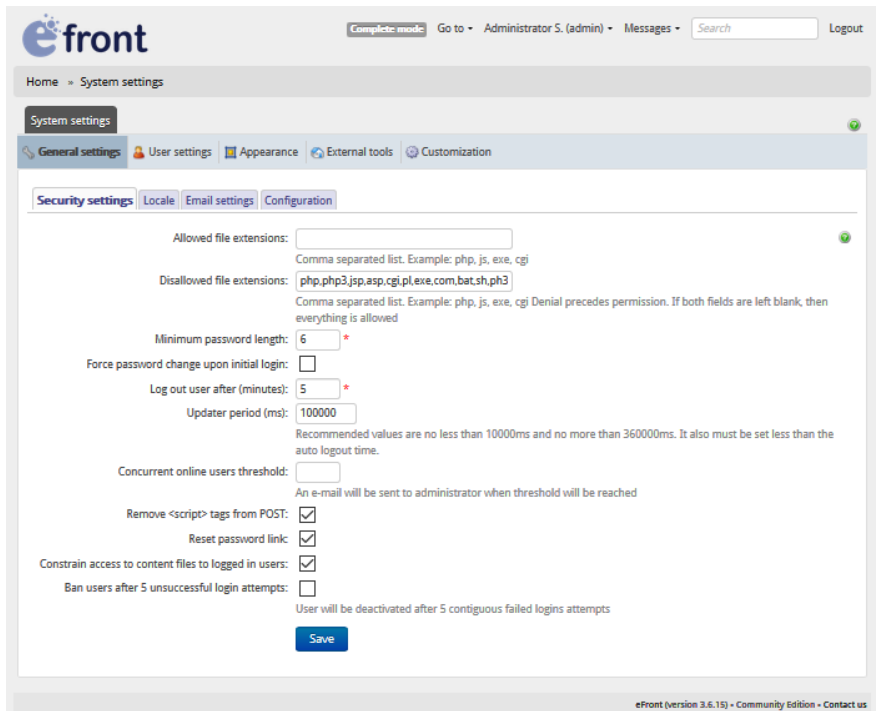 efront
Complete mode Go to Administrator S. (admin) Messages Search Logout
Home » System settings
System settings
General settings User settings Appearance External tools Customization
Security settings Locale Email settings Configuration
Allowed file extensions:
Comma separated list. Example: php, js, exe, cgi
Disallowed file extensions: php,php3,jsp,asp,cgi,pl,exe,com,bat,sh,ph3
Comma separated list. Example: php, js, exe, cgi Denial precedes permission. If both fields are left blank, then
everything is allowed
Minimum password length: 6 *
Force password change upon initial login:
Log out user after (minutes): 5 *
Updater period (ms): 100000
Recommended values are no less than 10000ms and no more than 360000ms. It also must be set less than the
auto logout time.
Concurrent online users threshold:
An e-mail will be sent to administrator when threshold will be reached
Remove <script> tags from POST:
Reset password link:
Constrain access to content files to logged in users:
Ban users after 5 unsuccessful login attempts:
User will be deactivated after 5 contiguous failed logins attempts
Save
eFront (version 3.6.15) • Community Edition • Contact us